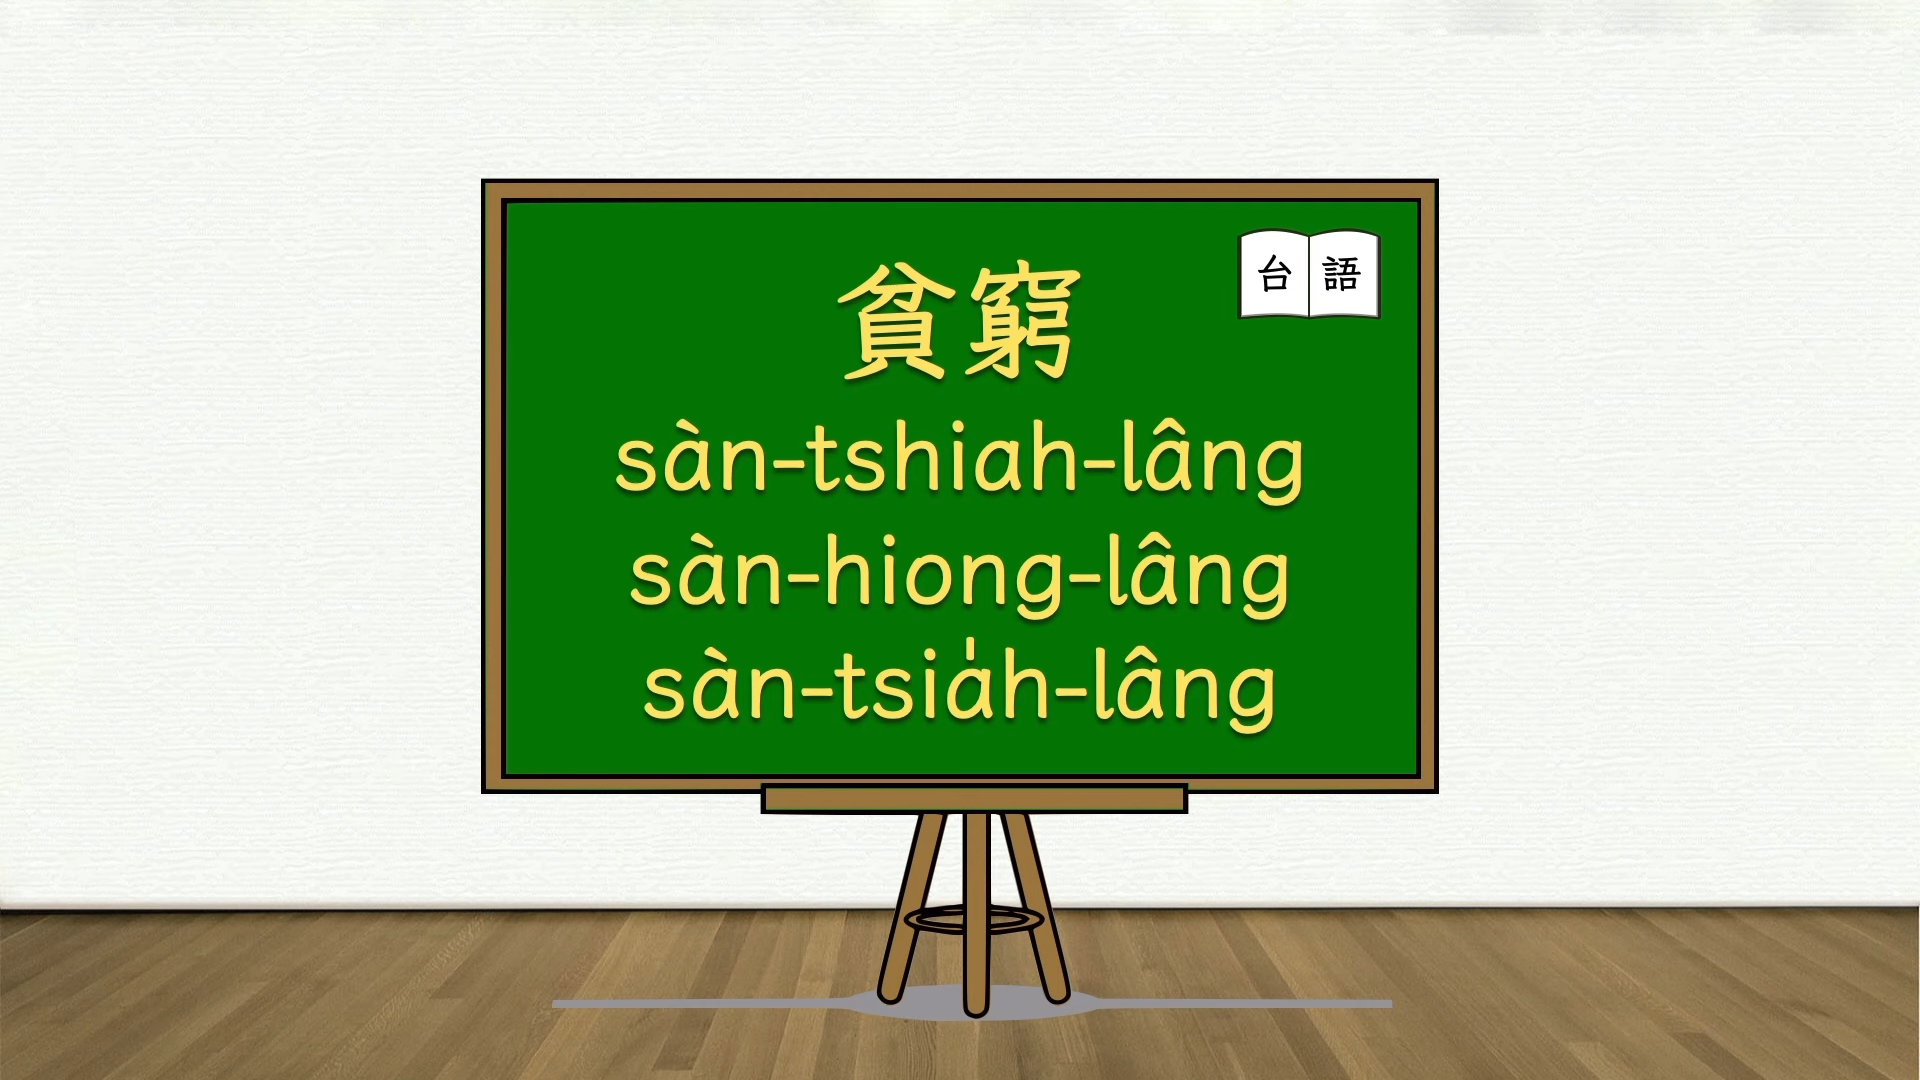 台語
貧窮
sàn-tshiah-lâng
sàn-hiong-lâng
sàn-tsia̍h-lâng